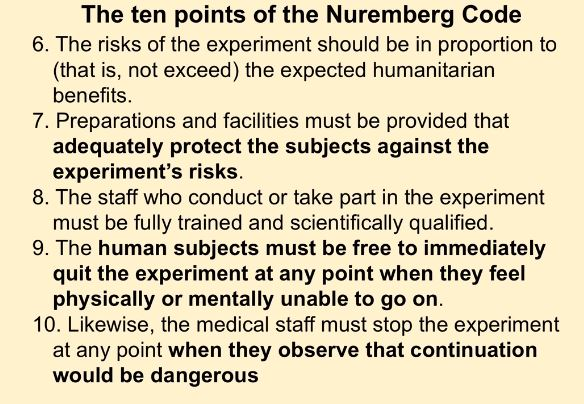 The ten points of the Nuremberg Code
6. The risks of the experiment should be in proportion to
(that is, not exceed) the expected humanitarian
benefits.
7. Preparations and facilities must be provided that
adequately protect the subjects against the
experiment’s risks.
8. The staff who conduct or take part in the experiment
must be fully trained and scientifically qualified.
9. The human subjects must be free to immediately
quit the experiment at any point when they feel
physically or mentally unable to go on.
10. Likewise, the medical staff must stop the experiment
at any point when they observe that continuation
would be dangerous